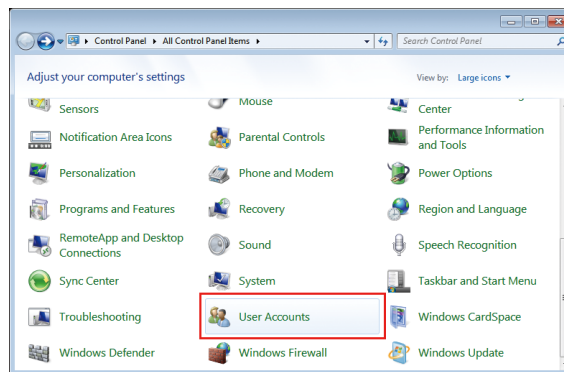 Control Panel ▸ All Control Panel Items ▸
Search Control Panel
Adjust your computer's settings
View by: Large icons
Sensors
Mouse
Center
Notification Area Icons
Parental Controls
Performance Information
and Tools
Personalization
Phone and Modem
Power Options
Programs and Features
Recovery
Region and Language
RemoteApp and Desktop
Connections
Sound
Speech Recognition
Sync Center
System
Taskbar and Start Menu
Troubleshooting
User Accounts
Windows CardSpace
Windows Defender
Windows Firewall
Windows Update